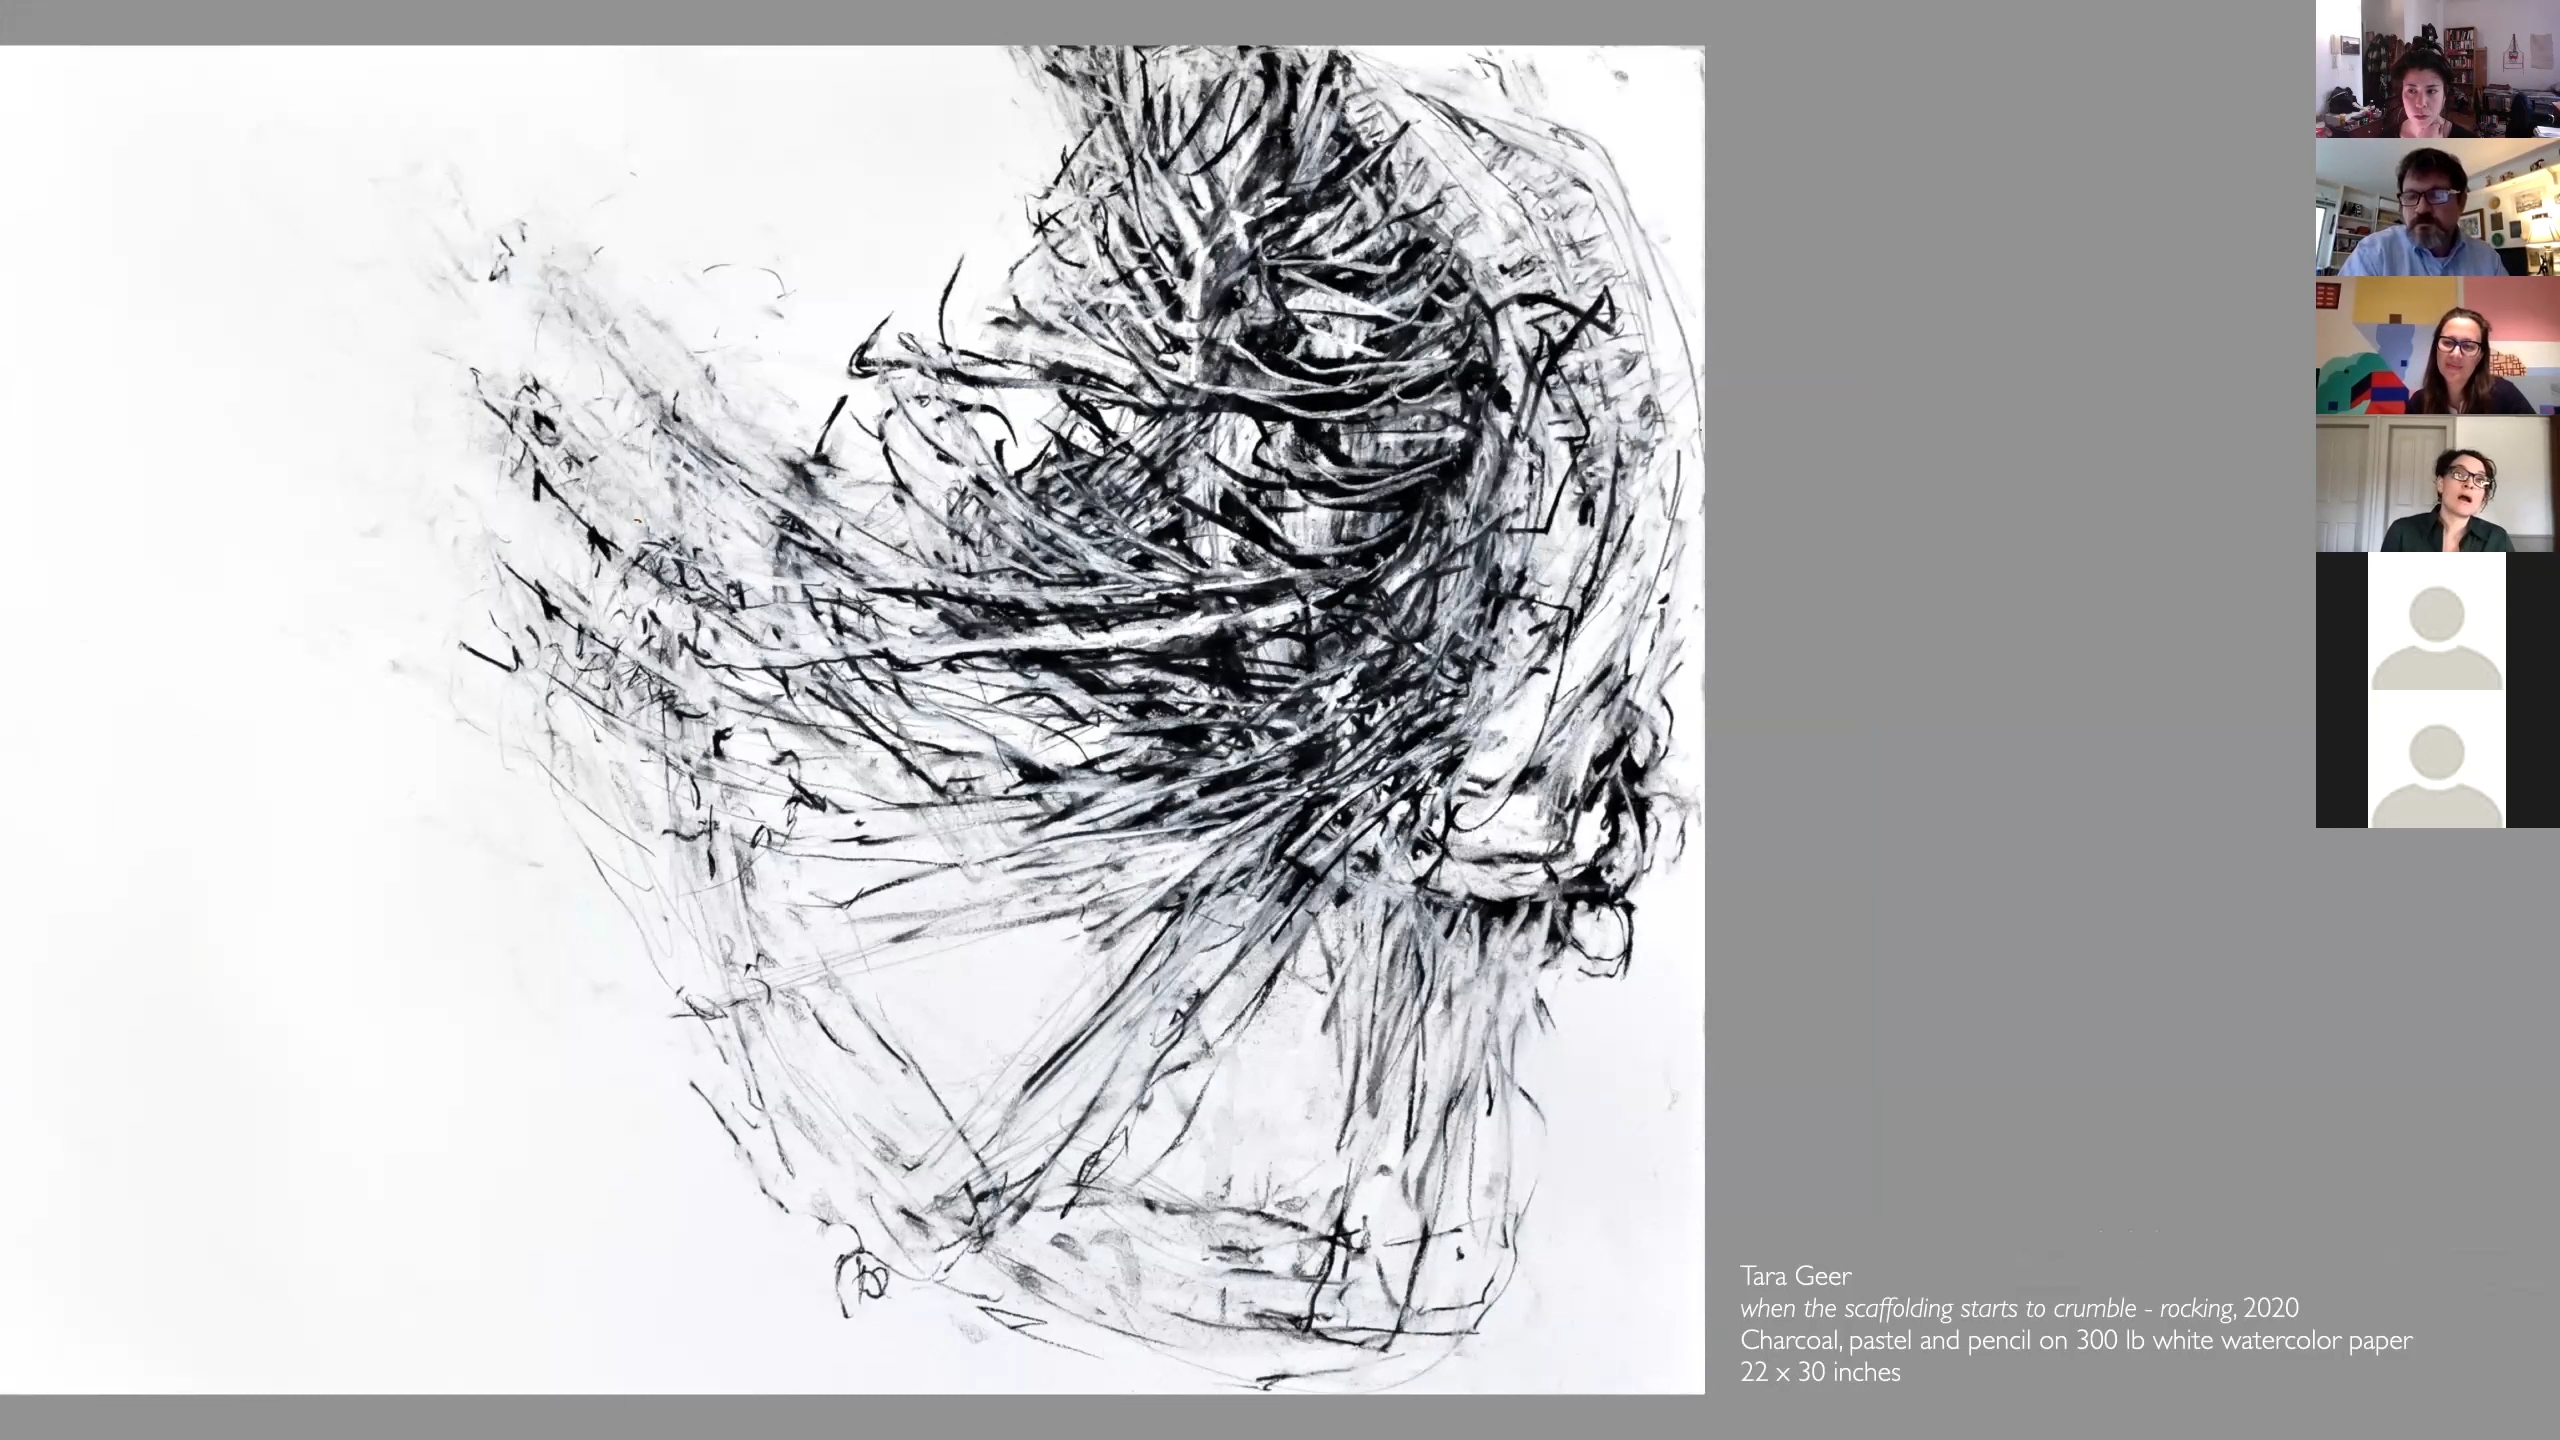 Tara Geer
when the scaffolding starts to crumble - rocking, 2020
Charcoal, pastel and pencil on 300 lb white watercolor paper
22 x 30 inches